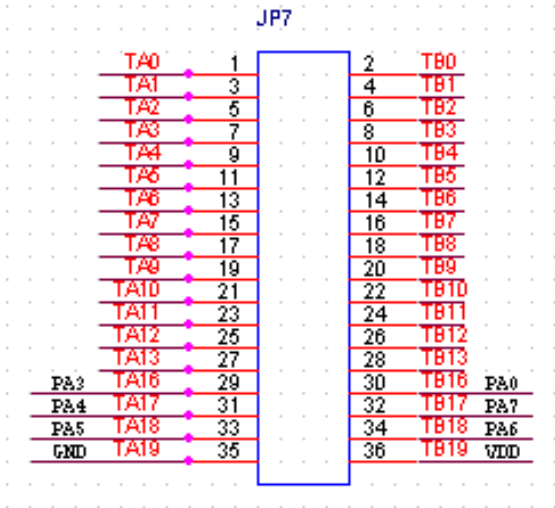 JP7
TA0 1 2 TB0
TA1 3 4 TB1
TA2 5 6 TB2
TA3 7 8 TB3
TA4 9 10 TB4
TA5 11 12 TB5
TA6 13 14 TB6
TA7 15 16 TB7
TA8 17 18 TB8
TA9 19 20 TB9
TA10 21 22 TB10
TA11 23 24 TB11
TA12 25 26 TB12
TA13 27 28 TB13
PA3 TA16 29 30 TB16 PA0
PA4 TA17 31 32 TB17 PA7
PA5 TA18 33 34 TB18 PA6
GND TA19 35 36 TB19 VDD